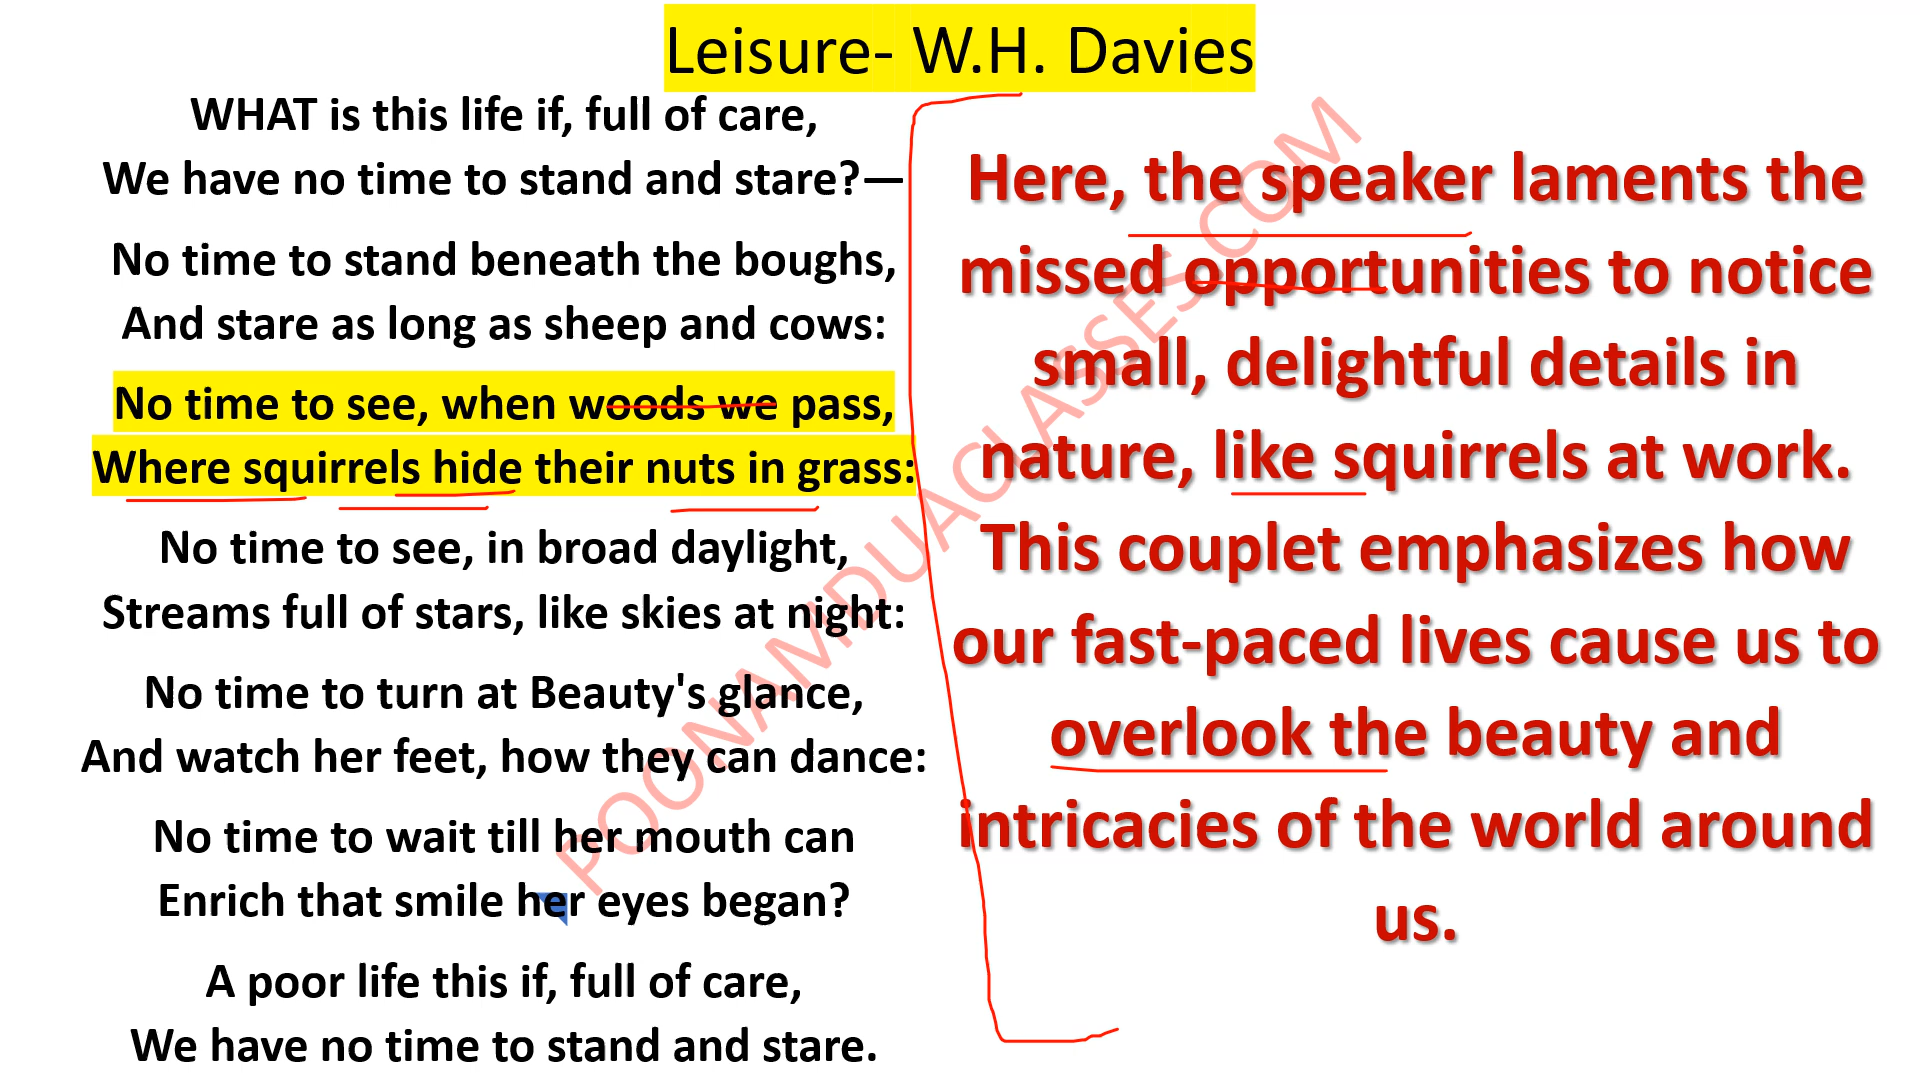 Leisure- W.H. Davies
WHAT is this life if, full of care,
We have no time to stand and stare?—
No time to stand beneath the boughs,
And stare as long as sheep and cows:
No time to see, when woods we pass,
Where squirrels hide their nuts in grass:
No time to see, in broad daylight,
Streams full of stars, like skies at night:
No time to turn at Beauty's glance,
And watch her feet, how they can dance:
No time to wait till her mouth can
Enrich that smile her eyes began?
A poor life this if, full of care,
We have no time to stand and stare.
Here, the speaker laments the
missed opportunities to notice
small, delightful details in
nature, like squirrels at work.
This couplet emphasizes how
our fast-paced lives cause us to
overlook the beauty and
intricacies of the world around
us.
POONAMDUACLASSES.COM